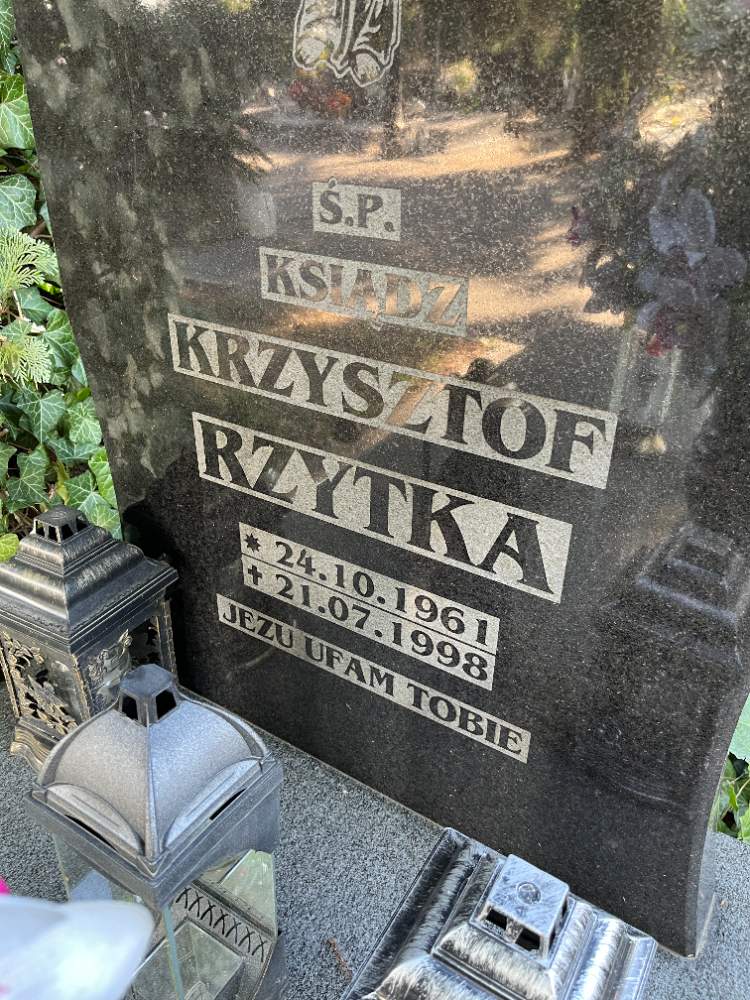 Ś.P.
KSIĄDZ
KRZYSZTOF
RZYTKA
* 24.10.1961
✝ 21.07.1998
JEZU UFAM TOBIE